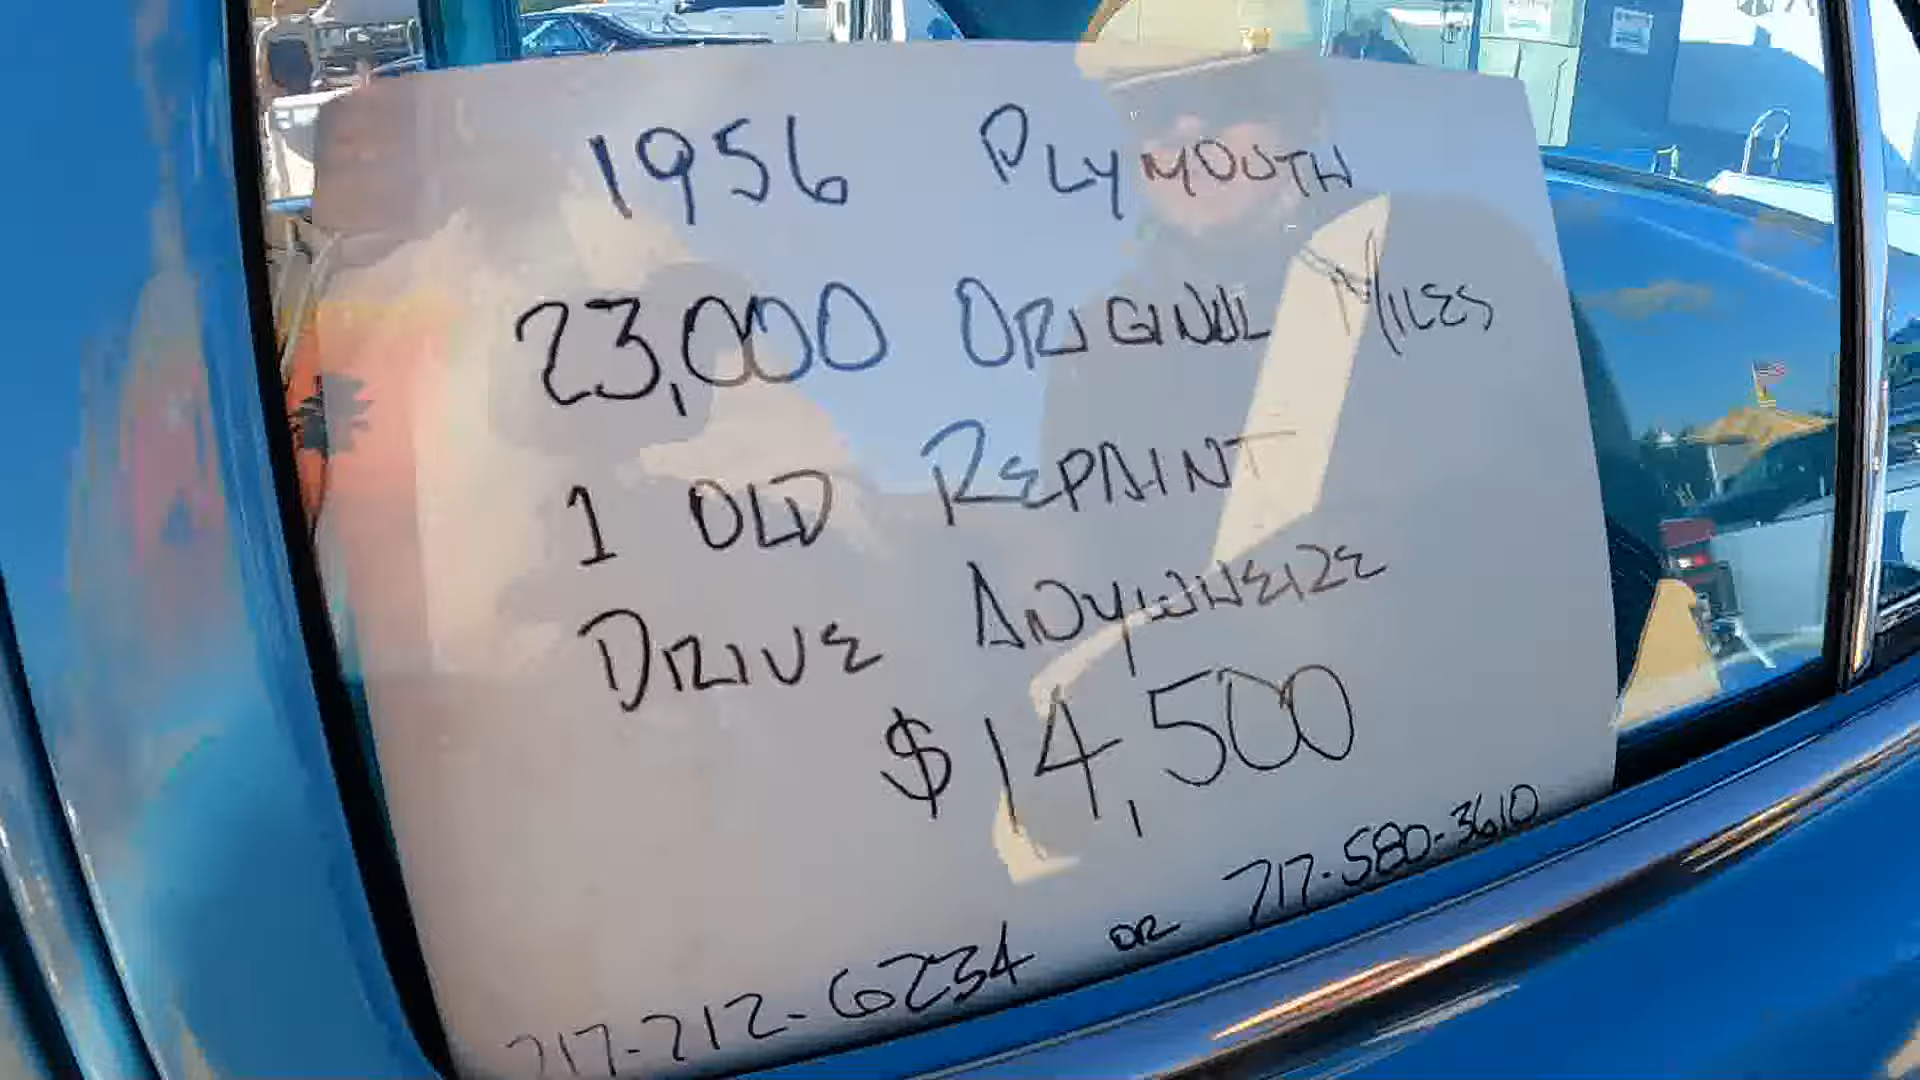 1956 PLYMOUTH
23,000 ORIGINAL MILES
1 OLD REPAINT
DRIVE ANYWHERE
$14,500
717-712-6234 OR 717-580-3610